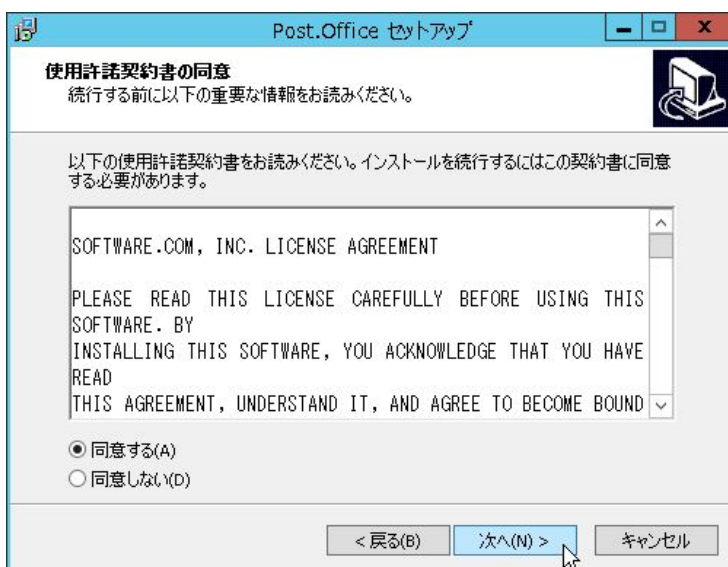 Post.Office セットアップ
使用許諾契約書の同意
続行する前に以下の重要な情報をお読みください。
以下の使用許諾契約書をお読みください。インストールを続行するにはこの契約書に同意
する必要があります。
SOFTWARE.COM, INC. LICENSE AGREEMENT
PLEASE READ THIS LICENSE CAREFULLY BEFORE USING THIS
SOFTWARE. BY
INSTALLING THIS SOFTWARE, YOU ACKNOWLEDGE THAT YOU HAVE
READ
THIS AGREEMENT, UNDERSTAND IT, AND AGREE TO BECOME BOUND
同意する(A)
同意しない(D)
< 戻る(B) 次へ(N) > キャンセル